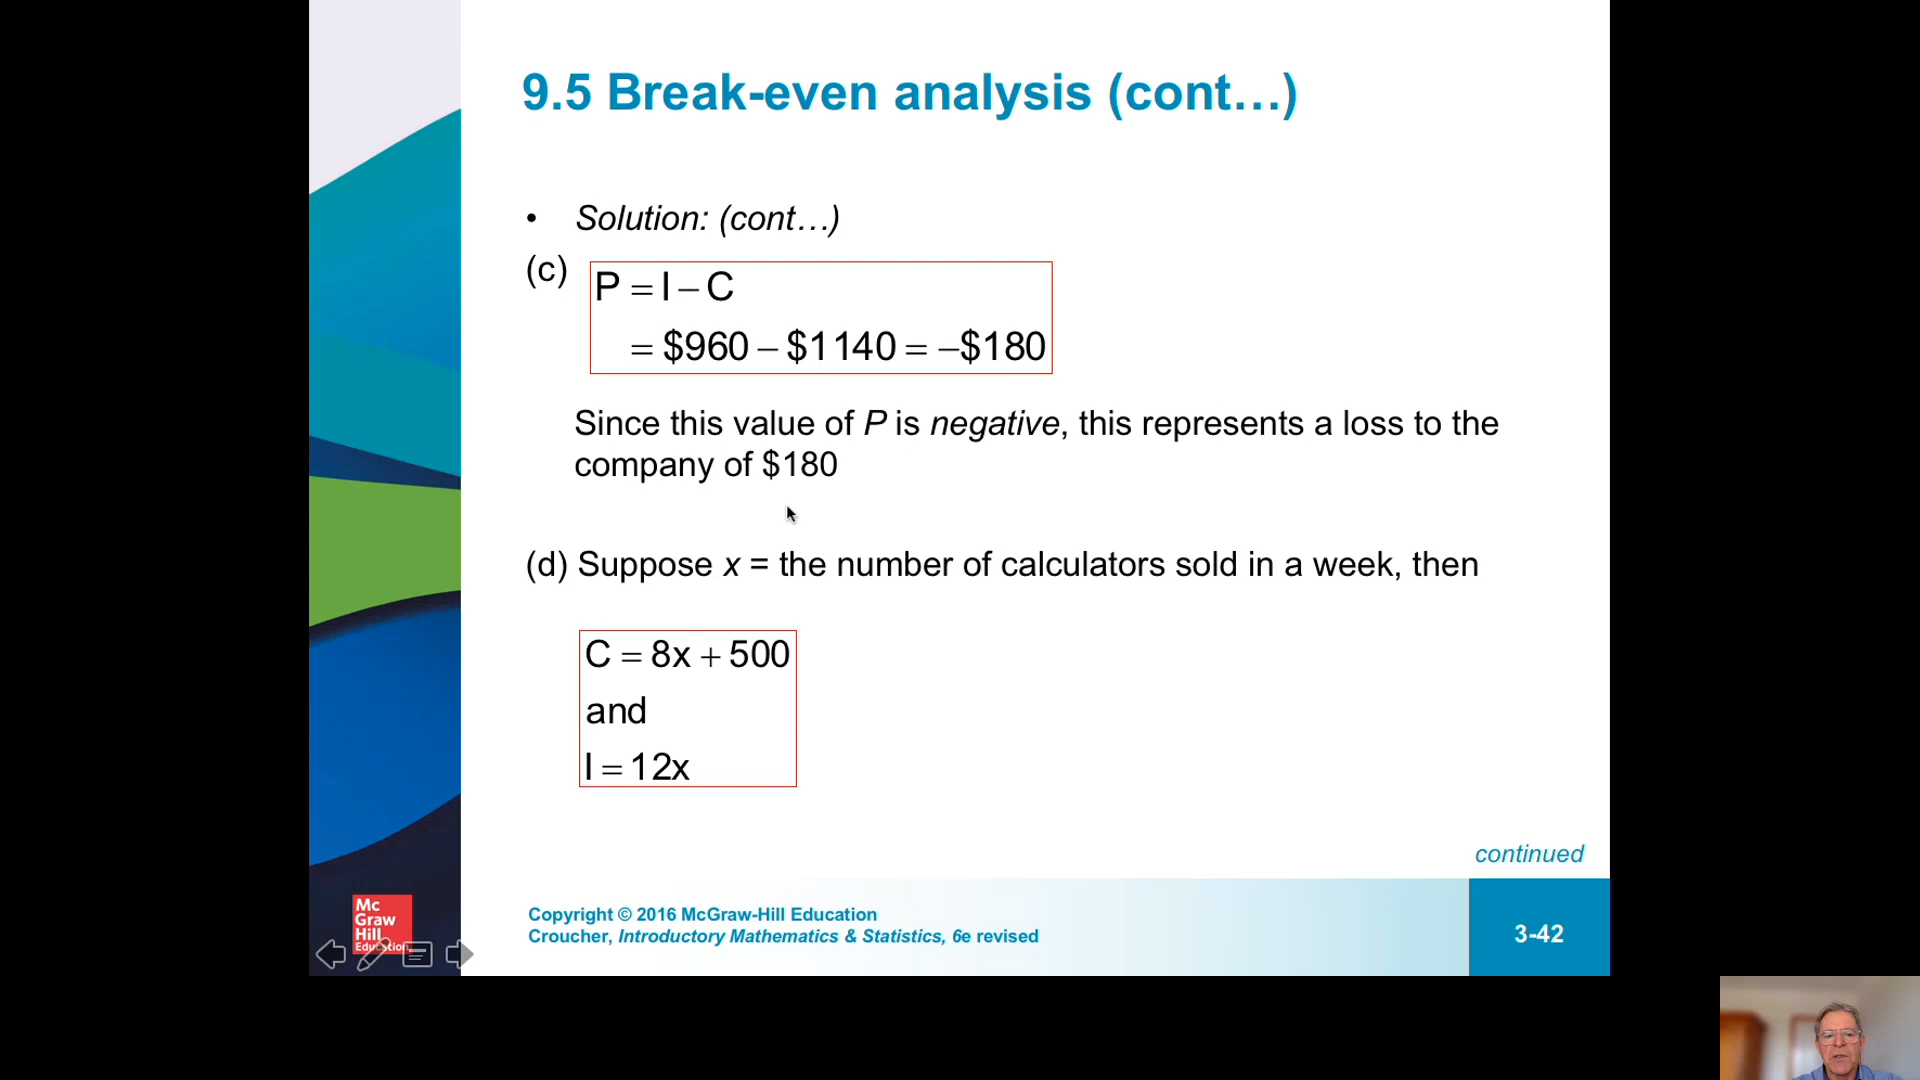 9.5 Break-even analysis (cont…)
• Solution: (cont…)
(c)
P = I – C
= $960 – $1140 = –$180
Since this value of P is negative, this represents a loss to the
company of $180
(d) Suppose x = the number of calculators sold in a week, then
C = 8x + 500
and
I = 12x
continued
Mc
Graw
Hill
Education
Copyright © 2016 McGraw-Hill Education
Croucher, Introductory Mathematics & Statistics, 6e revised
3-42